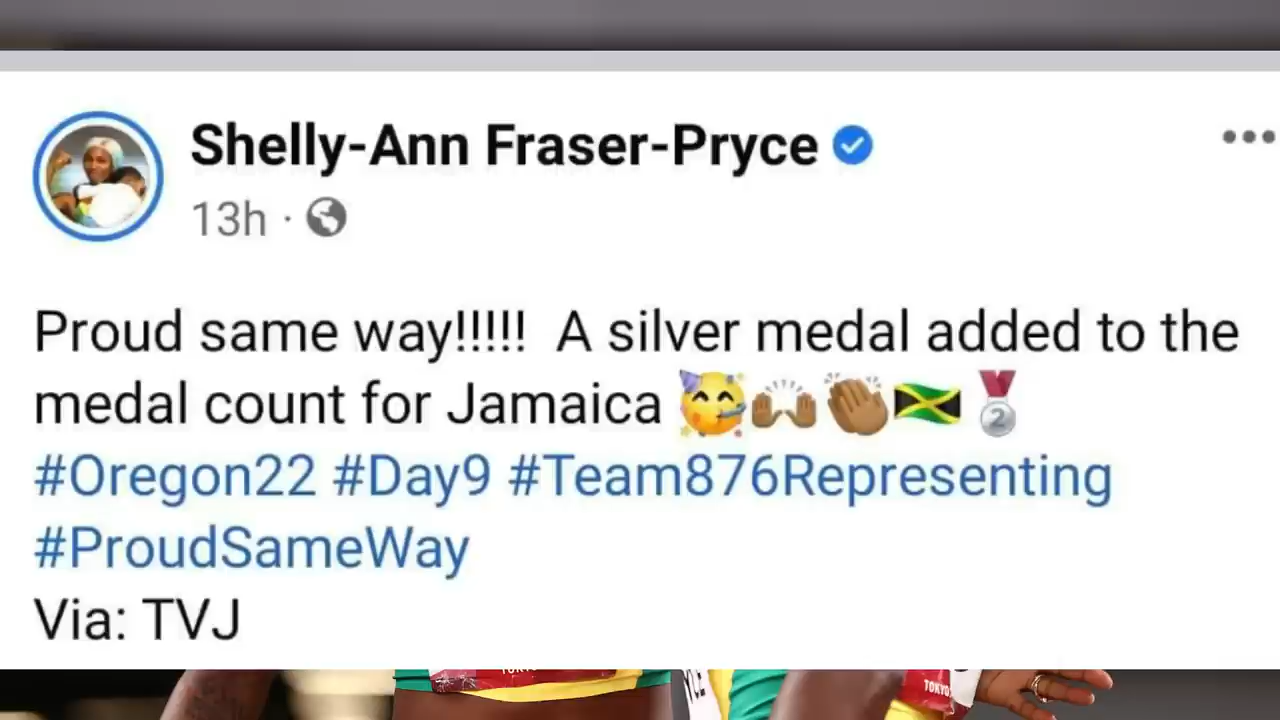 Shelly-Ann Fraser-Pryce
13h ·
Proud same way!!!!! A silver medal added to the
medal count for Jamaica 🥳🙌🏾👏🏾🇯🇲🥈
#Oregon22 #Day9 #Team876Representing
#ProudSameWay
Via: TVJ
TOKYO